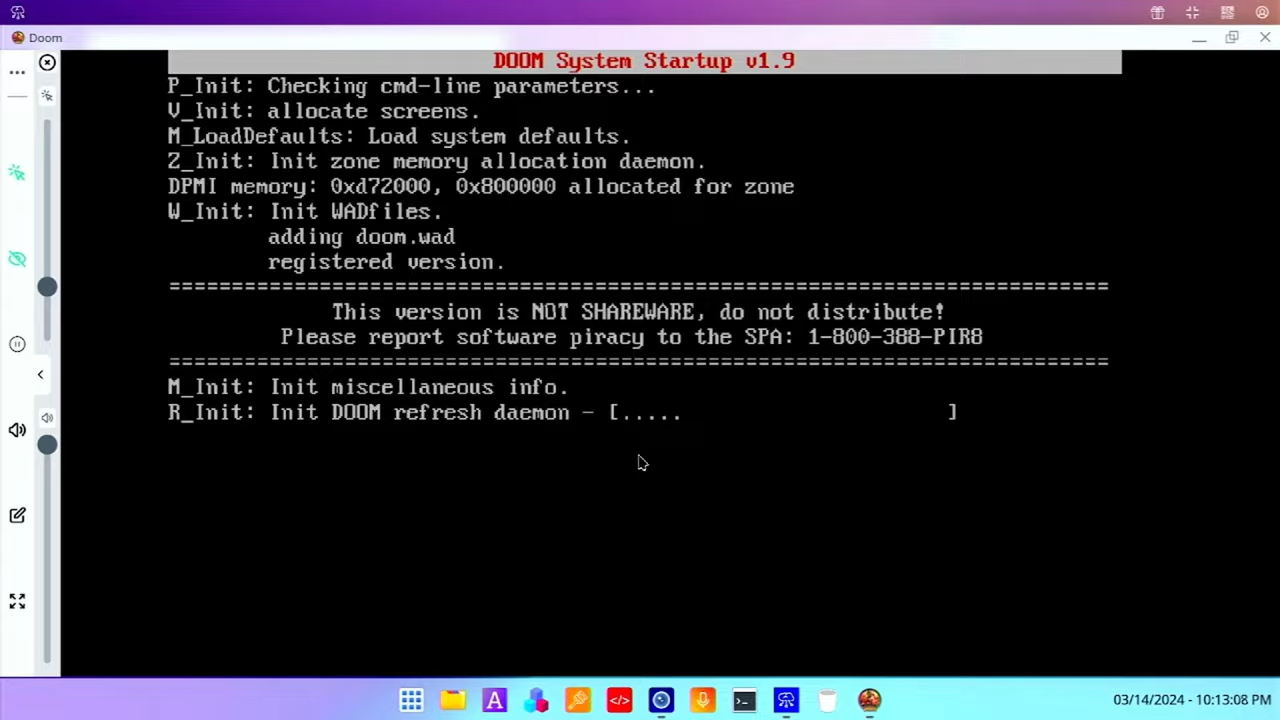 Doom
DOOM System Startup v1.9
P_Init: Checking cmd-line parameters...
V_Init: allocate screens.
M_LoadDefaults: Load system defaults.
Z_Init: Init zone memory allocation daemon.
DPMI memory: 0xd72000, 0x800000 allocated for zone
W_Init: Init WADfiles.
adding doom.wad
registered version.
===========================================================================
This version is NOT SHAREWARE, do not distribute!
Please report software piracy to the SPA: 1-800-388-PIR8
===========================================================================
M_Init: Init miscellaneous info.
R_Init: Init DOOM refresh daemon - [.....                     ]
A
</>
03/14/2024 - 10:13:08 PM